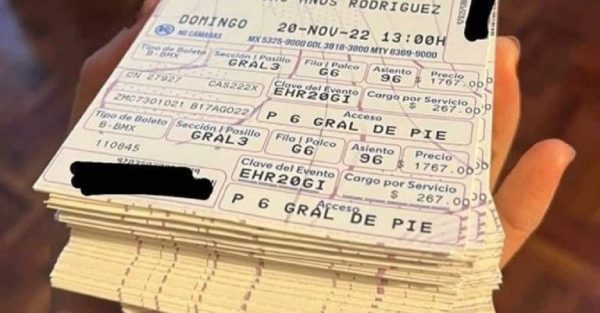 RODRIGUEZ
DOMINGO 20-NOV-22 13:00H
NO CÁMARAS MX 5325-9000 GDL 3818-3800 MTY 8369-9000
Tipo de Boleto Sección | Pasillo Fila | Palco Asiento Precio
B-BMX GRAL3 G6 96 $ 1767.00
CN 27927 CAS222X Clave del Evento Cargo por Servicio
EHR20GI $ 267.00
ZMC7301021 B17AGO22 Acceso
P 6 GRAL DE PIE
Tipo de Boleto Sección | Pasillo Fila | Palco Asiento Precio
B-BMX GRAL3 G6 96 $ 1767.00
110845 Clave del Evento Cargo por Servicio
EHR20GI $ 267.00
Acceso
P 6 GRAL DE PIE